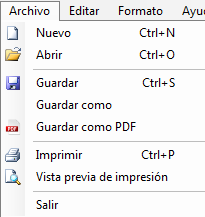 Archivo Editar Formato Ayu
Nuevo Ctrl+N
Abrir Ctrl+O
Guardar Ctrl+S
Guardar como
Guardar como PDF
Imprimir Ctrl+P
Vista previa de impresión
Salir